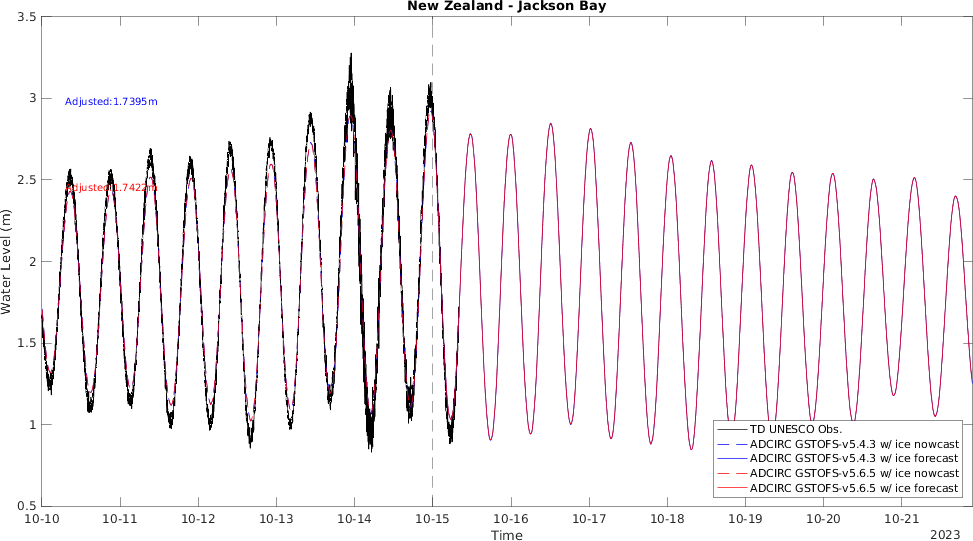 New Zealand - Jackson Bay
3.5
3
2.5
2
1.5
1
0.5
Water Level (m)
Adjusted:1.7395m
Adjusted:1.7422m
TD UNESCO Obs.
ADCIRC GSTOFS-v5.4.3 w/ ice nowcast
ADCIRC GSTOFS-v5.4.3 w/ ice forecast
ADCIRC GSTOFS-v5.6.5 w/ ice nowcast
ADCIRC GSTOFS-v5.6.5 w/ ice forecast
10-10 10-11 10-12 10-13 10-14 10-15 10-16 10-17 10-18 10-19 10-20 10-21
Time
2023